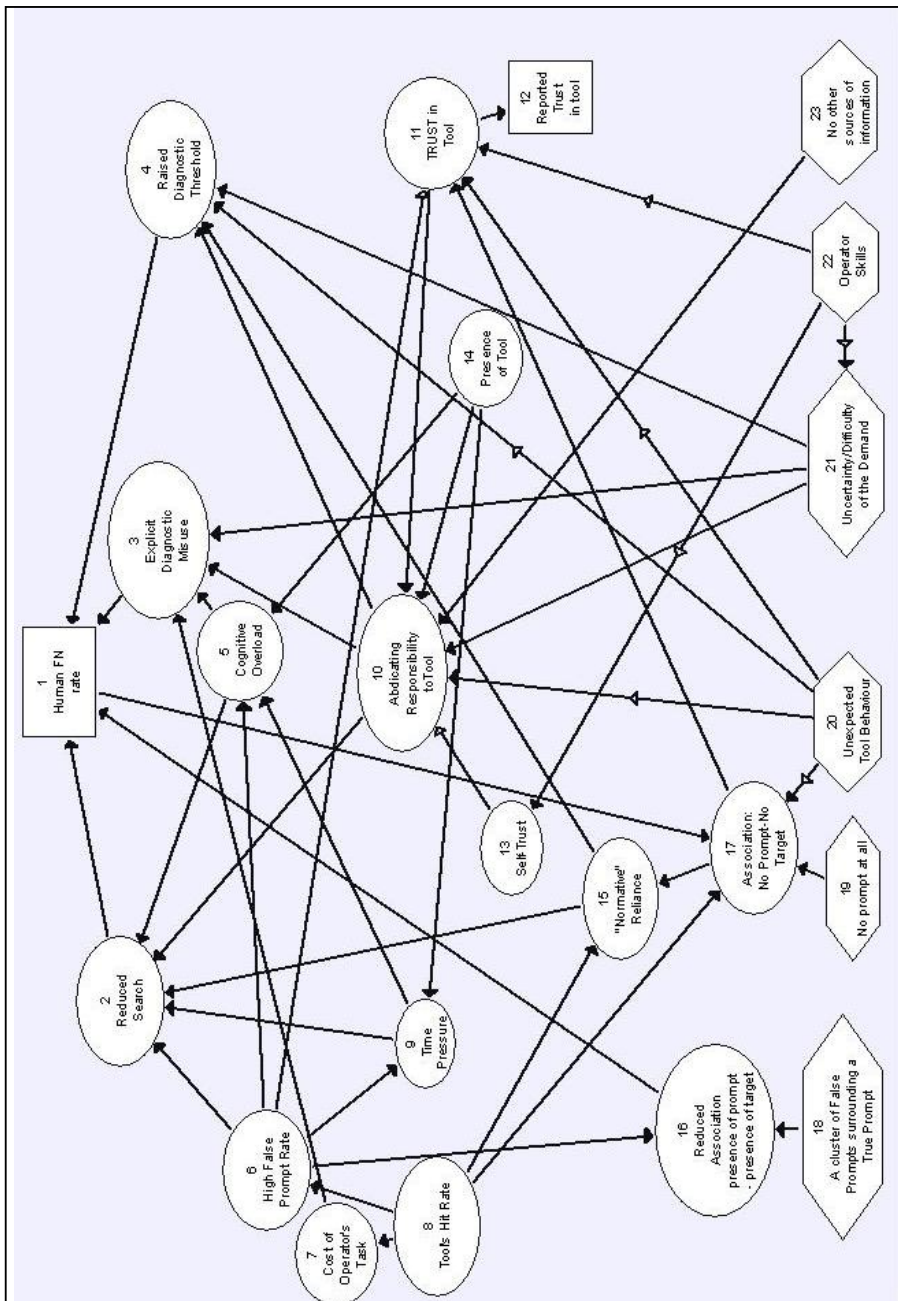 1
Human FN
rate
2
Reduced
Search
3
Explicit
Diagnostic
Misuse
4
Raised
Diagnostic
Threshold
5
Cognitive
Overload
6
High False
Prompt Rate
7
Cost of
Operator's
Task
8
Tool's Hit Rate
9
Time
Pressure
10
Abdicating
Responsibility
toTool
11
TRUST in
Tool
12
Reported
Trust
in tool
13
Self-Trust
14
Presence
of Tool
15
"Normative"
Reliance
16
Reduced
Association
presence of prompt
- presence of target
17
Association:
No Prompt-No
Target
18
A cluster of False
Prompts surrounding a
True Prompt
19
No prompt at all
20
Unexpected
Tool Behaviour
21
Uncertainty/Difficulty
of the Demand
22
Operator
Skills
23
No other
sources of
information